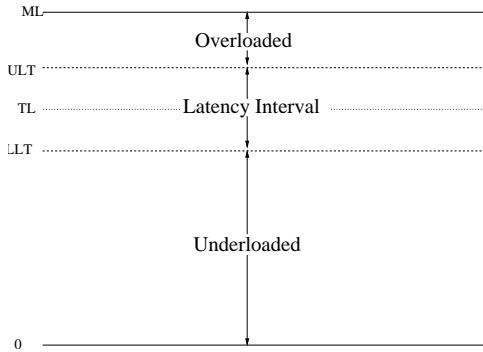 ML
Overloaded
ULT
TL
Latency Interval
LLT
Underloaded
0